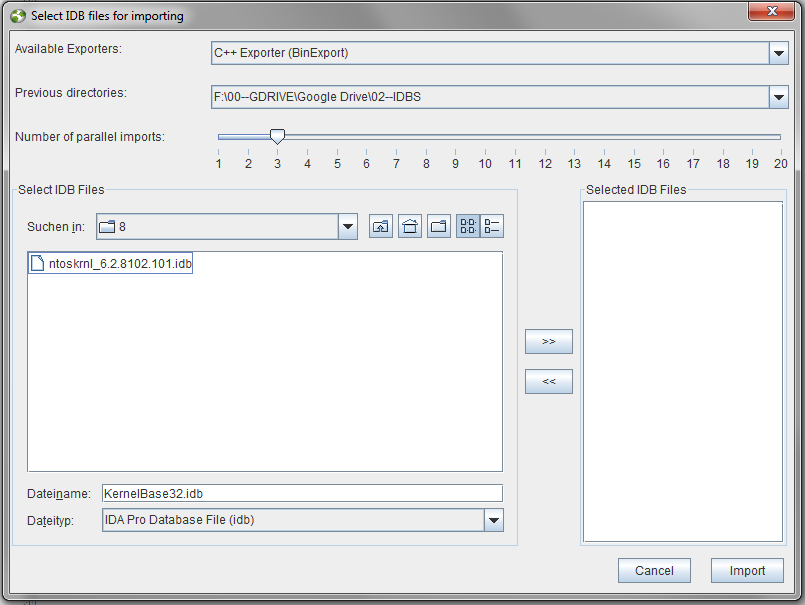 Select IDB files for importing
Available Exporters:
C++ Exporter (BinExport)
Previous directories:
F:\00--GDRIVE\Google Drive\02--IDBS
Number of parallel imports:
1 2 3 4 5 6 7 8 9 10 11 12 13 14 15 16 17 18 19 20
Select IDB Files
Suchen in:
8
ntoskrnl_6.2.8102.101.idb
Dateiname:
KernelBase32.idb
Dateityp:
IDA Pro Database File (idb)
>>
<<
Selected IDB Files
Cancel
Import